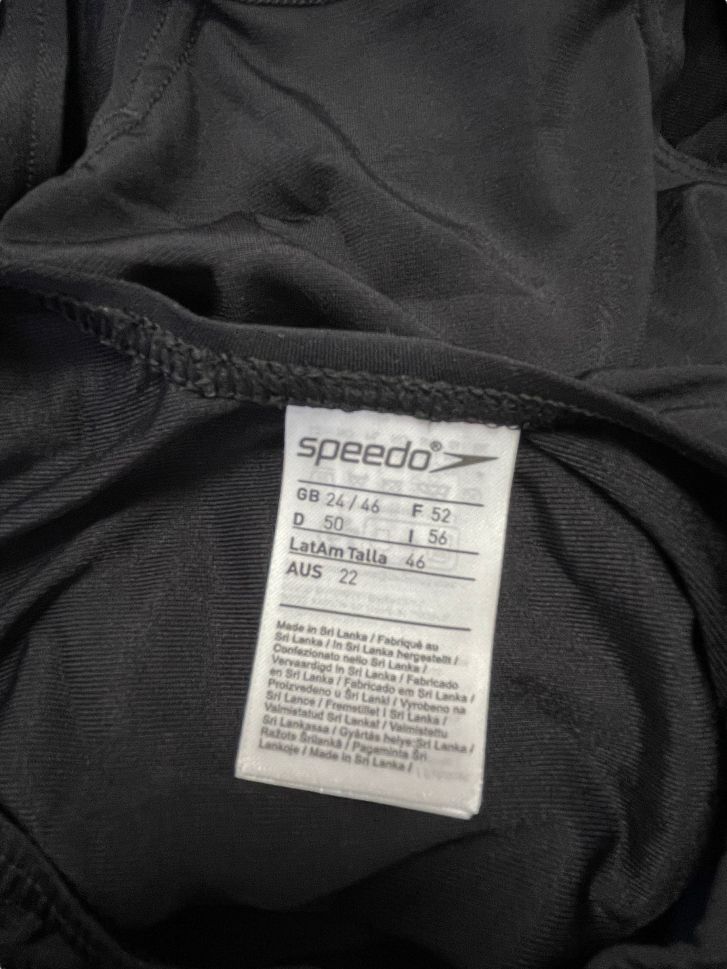 speedo®
GB 24 / 46 F 52
D 50 I 56
LatAm Talla 46
AUS 22
Made in Sri Lanka / Fabriqué au
Sri Lanka / In Sri Lanka hergestellt /
Confezionato nello Sri Lanka /
Vervaardigd in Sri Lanka / Fabricado
en Sri Lanka / Fabricado em Sri Lanka /
Proizvedeno u Šri Lanki / Vyrobeno na
Srí Lance / Fremstillet i Sri Lanka /
Valmistatud Sri Lankal / Valmistettu
Sri Lankassa / Gyártás helye: Sri Lanka /
Ražots Šrilankā / Pagaminta Šri
Lankoje / Made in Sri Lanka /